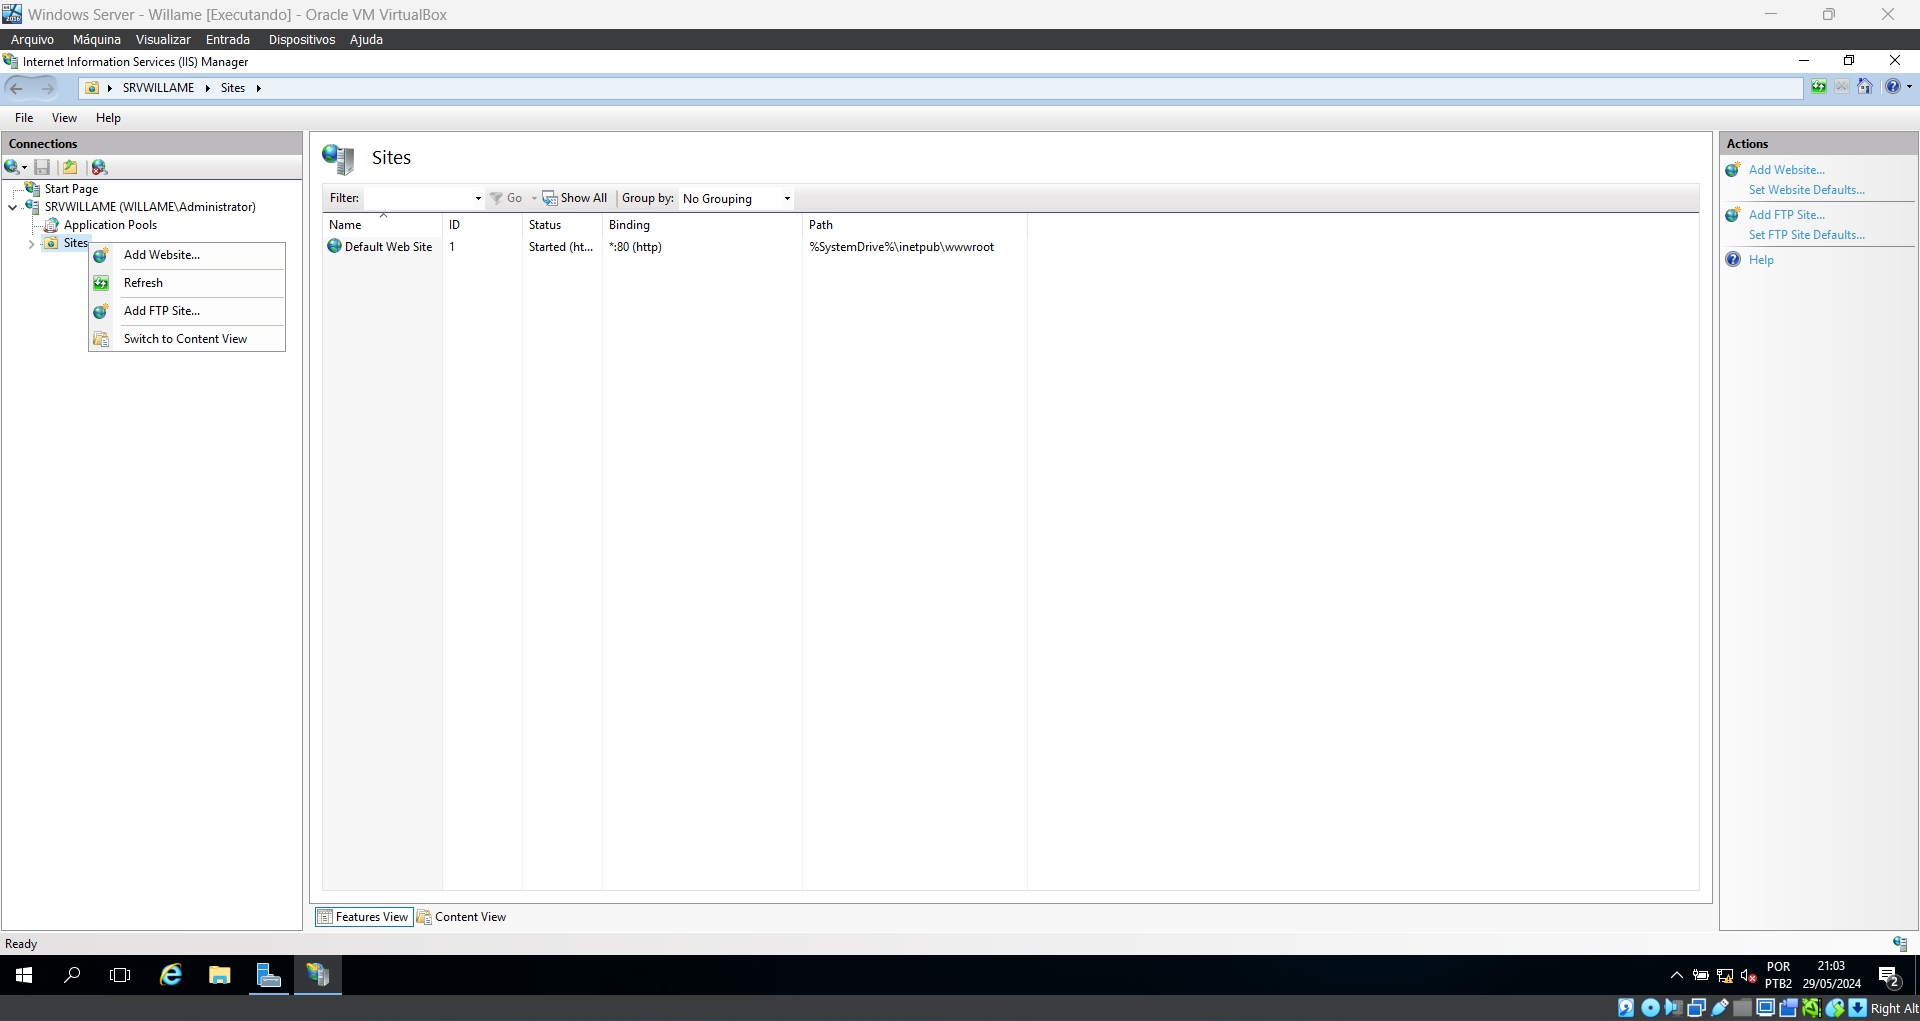 Windows Server - Willame [Executando] - Oracle VM VirtualBox
Arquivo Máquina Visualizar Entrada Dispositivos Ajuda
Internet Information Services (IIS) Manager
SRVWILLAME Sites
File View Help
Connections
Start Page
SRVWILLAME (WILLAME\Administrator)
Application Pools
Sites
Add Website...
Refresh
Add FTP Site...
Switch to Content View
Sites
Filter: Go Show All Group by: No Grouping
Name ID Status Binding Path
Default Web Site 1 Started (ht... *:80 (http) %SystemDrive%\inetpub\wwwroot
Features View Content View
Actions
Add Website...
Set Website Defaults...
Add FTP Site...
Set FTP Site Defaults...
Help
Ready
POR
PTB2
21:03
29/05/2024
2
Right Alt